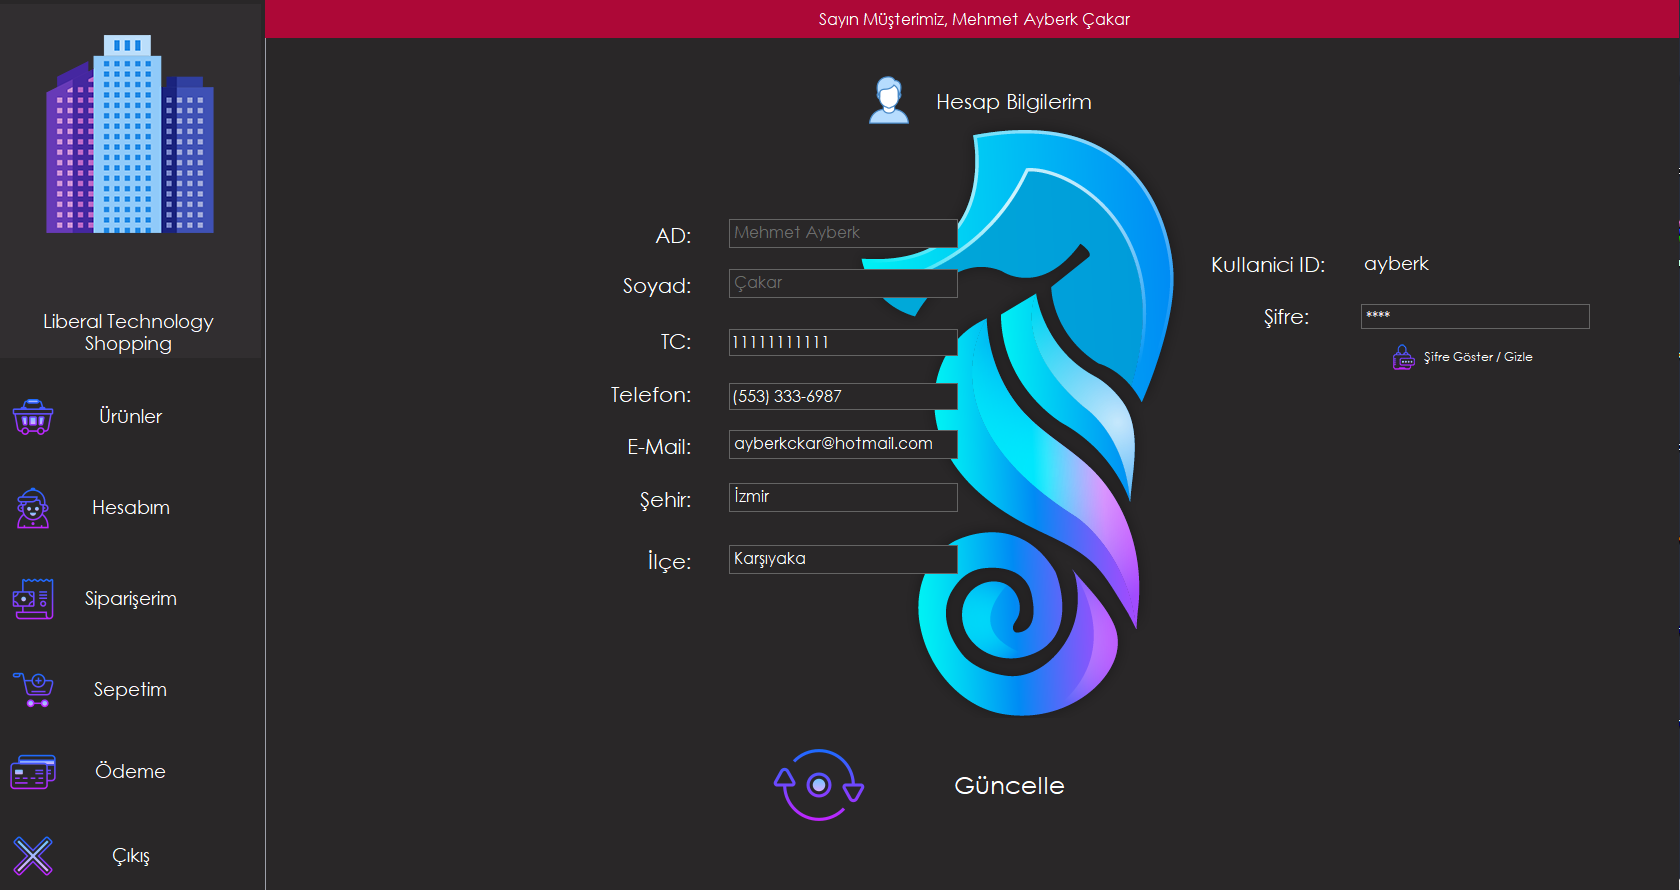 Sayın Müşterimiz, Mehmet Ayberk Çakar
Liberal Technology
Shopping
Ürünler
Hesabım
Siparişerim
Sepetim
Ödeme
Çıkış
Hesap Bilgilerim
AD: Mehmet Ayberk
Soyad: Çakar
TC: 11111111111
Telefon: (553) 333-6987
E-Mail: ayberkckar@hotmail.com
Şehir: İzmir
İlçe: Karşıyaka
Kullanici ID: ayberk
Şifre: ****
Şifre Göster / Gizle
Güncelle